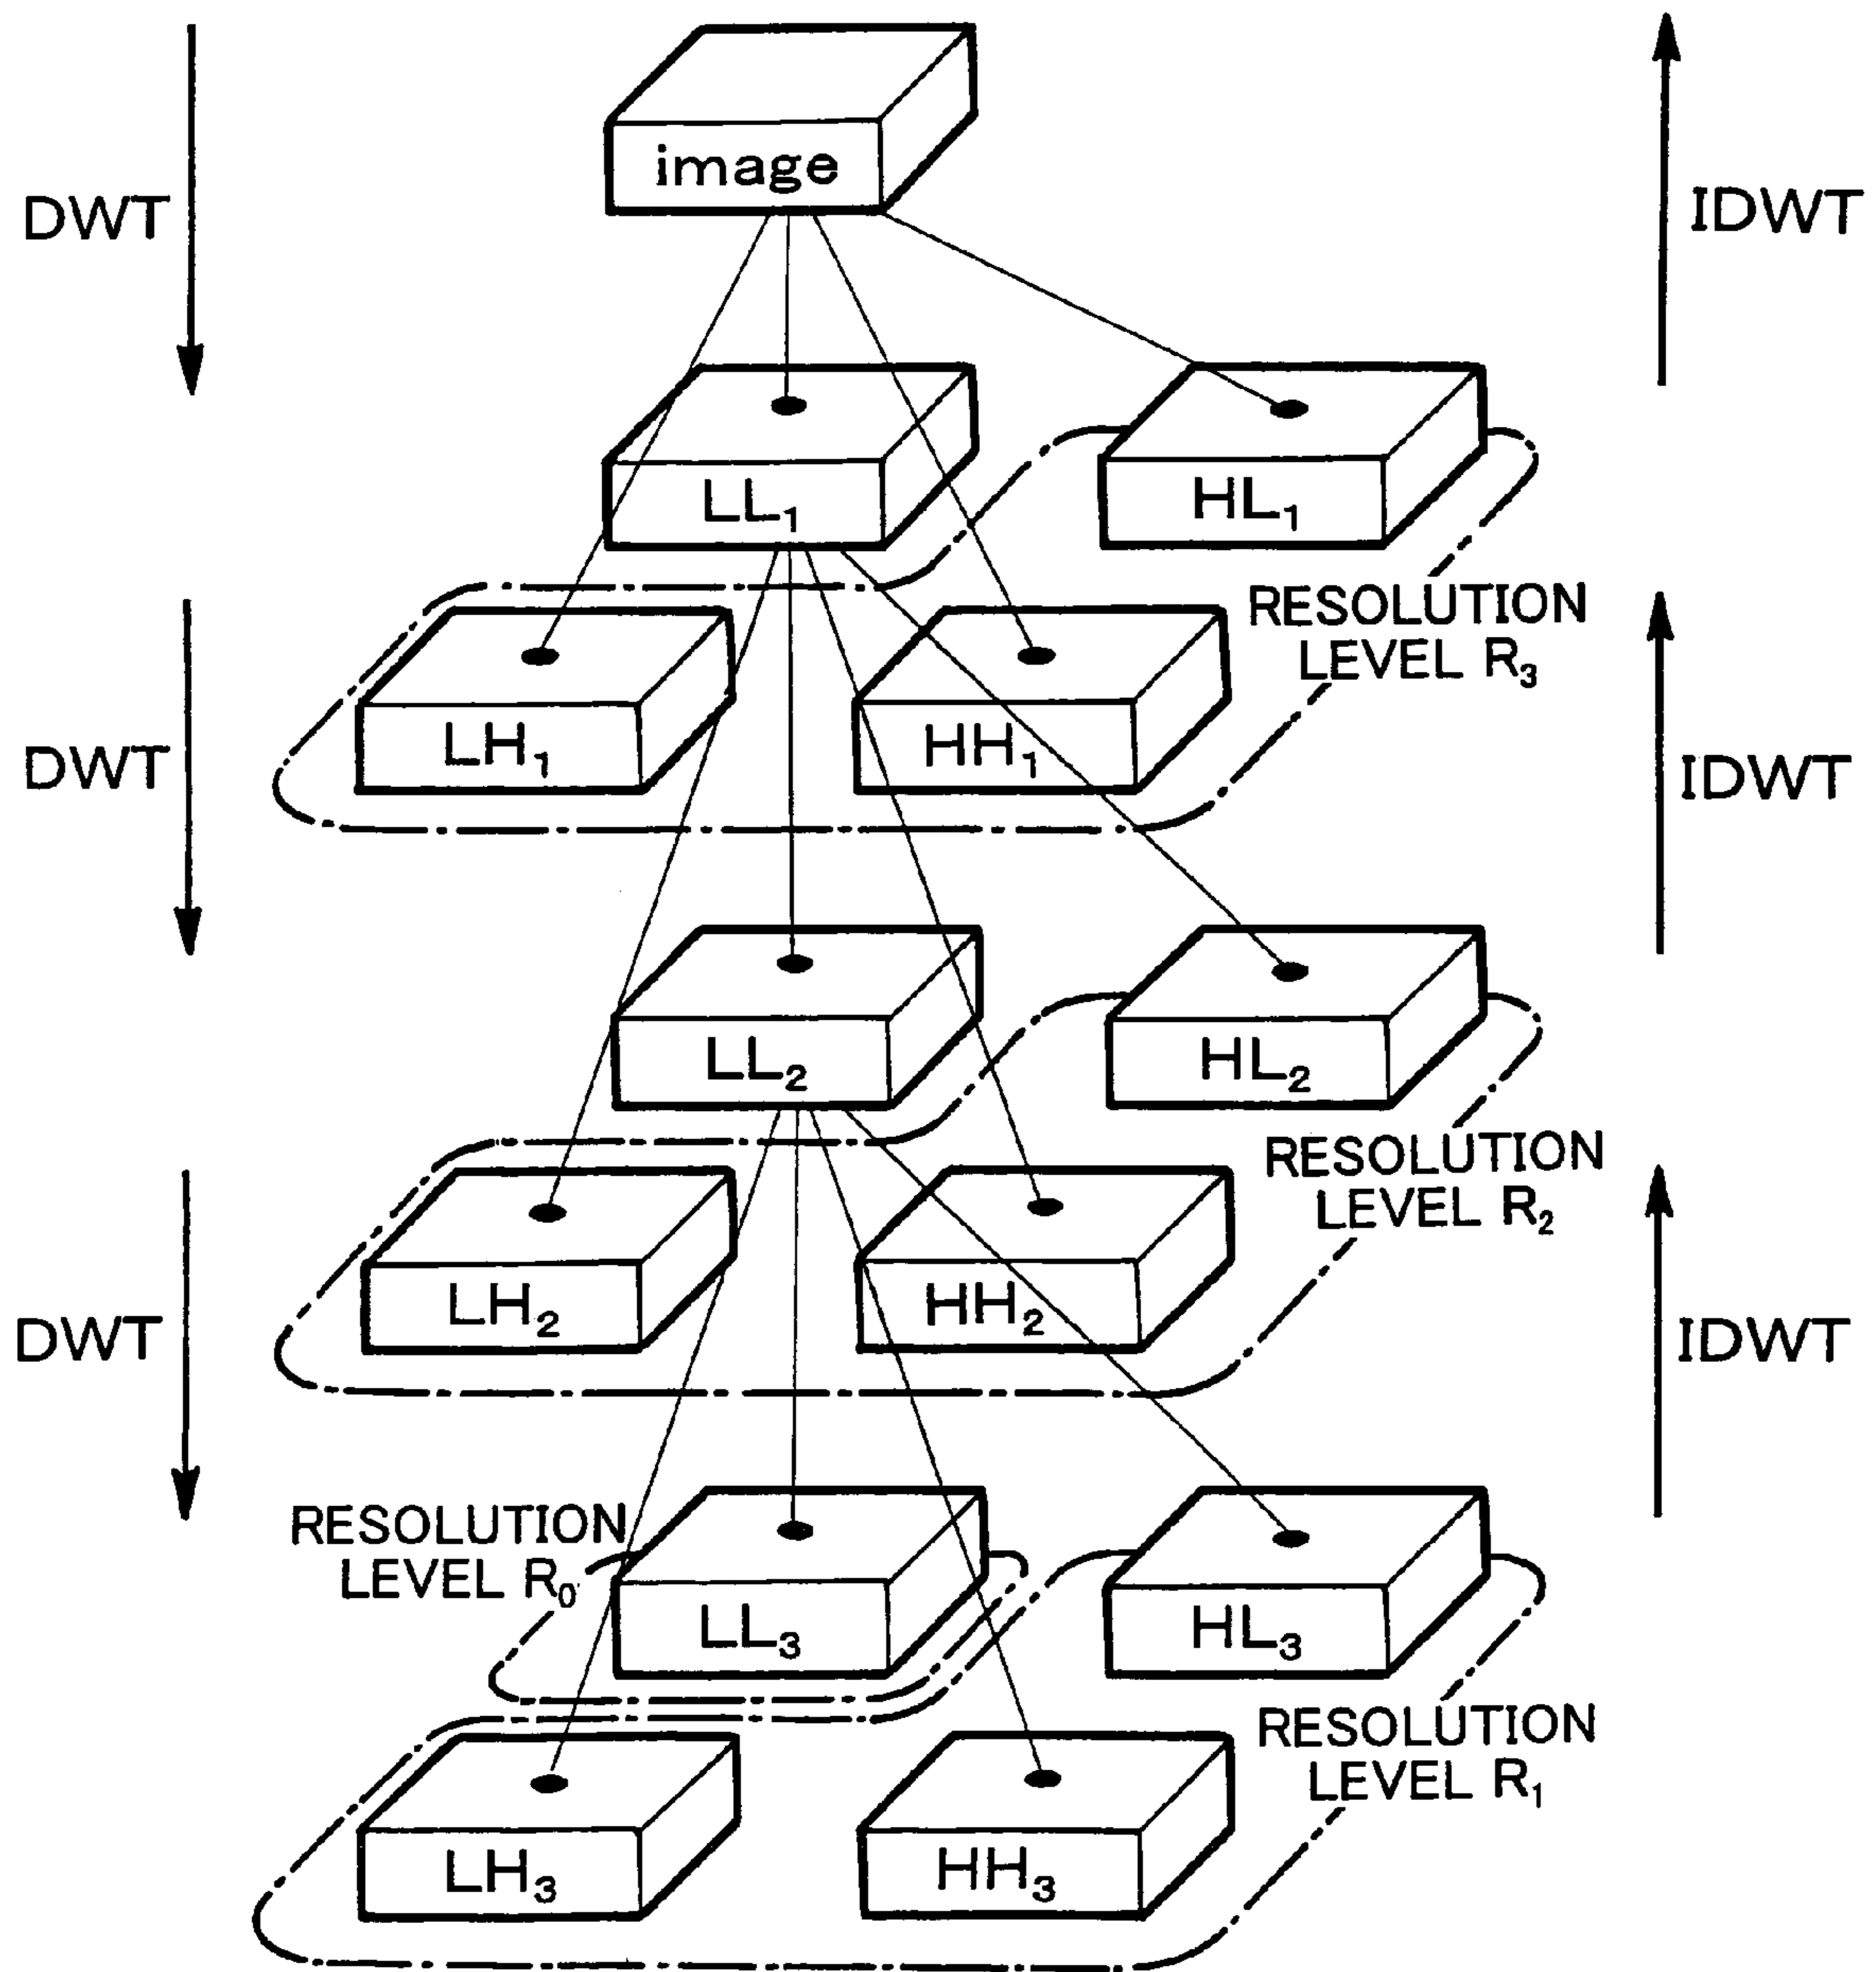 image
DWT
IDWT
LL₁
HL₁
RESOLUTION
LEVEL R₃
LH₁
HH₁
DWT
IDWT
LL₂
HL₂
RESOLUTION
LEVEL R₂
LH₂
HH₂
DWT
IDWT
RESOLUTION
LEVEL R₀
LL₃
HL₃
RESOLUTION
LEVEL R₁
LH₃
HH₃